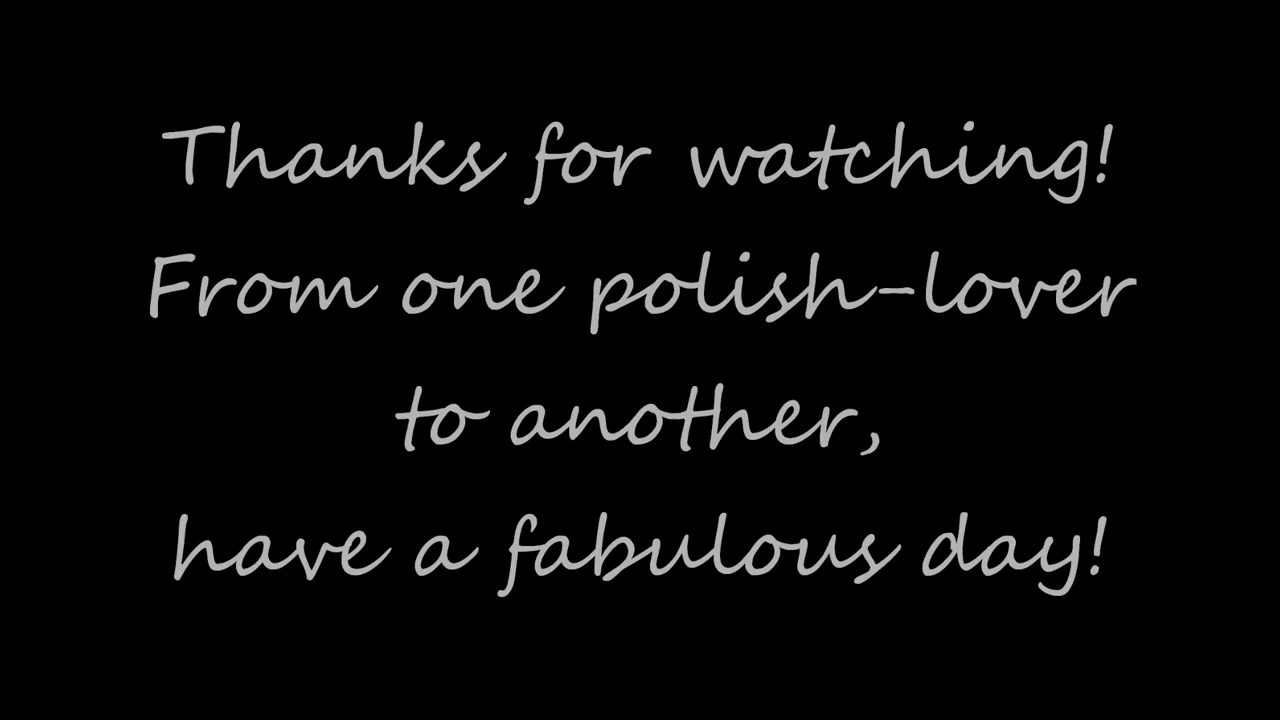 Thanks for watching!
From one polish-lover
to another,
have a fabulous day!